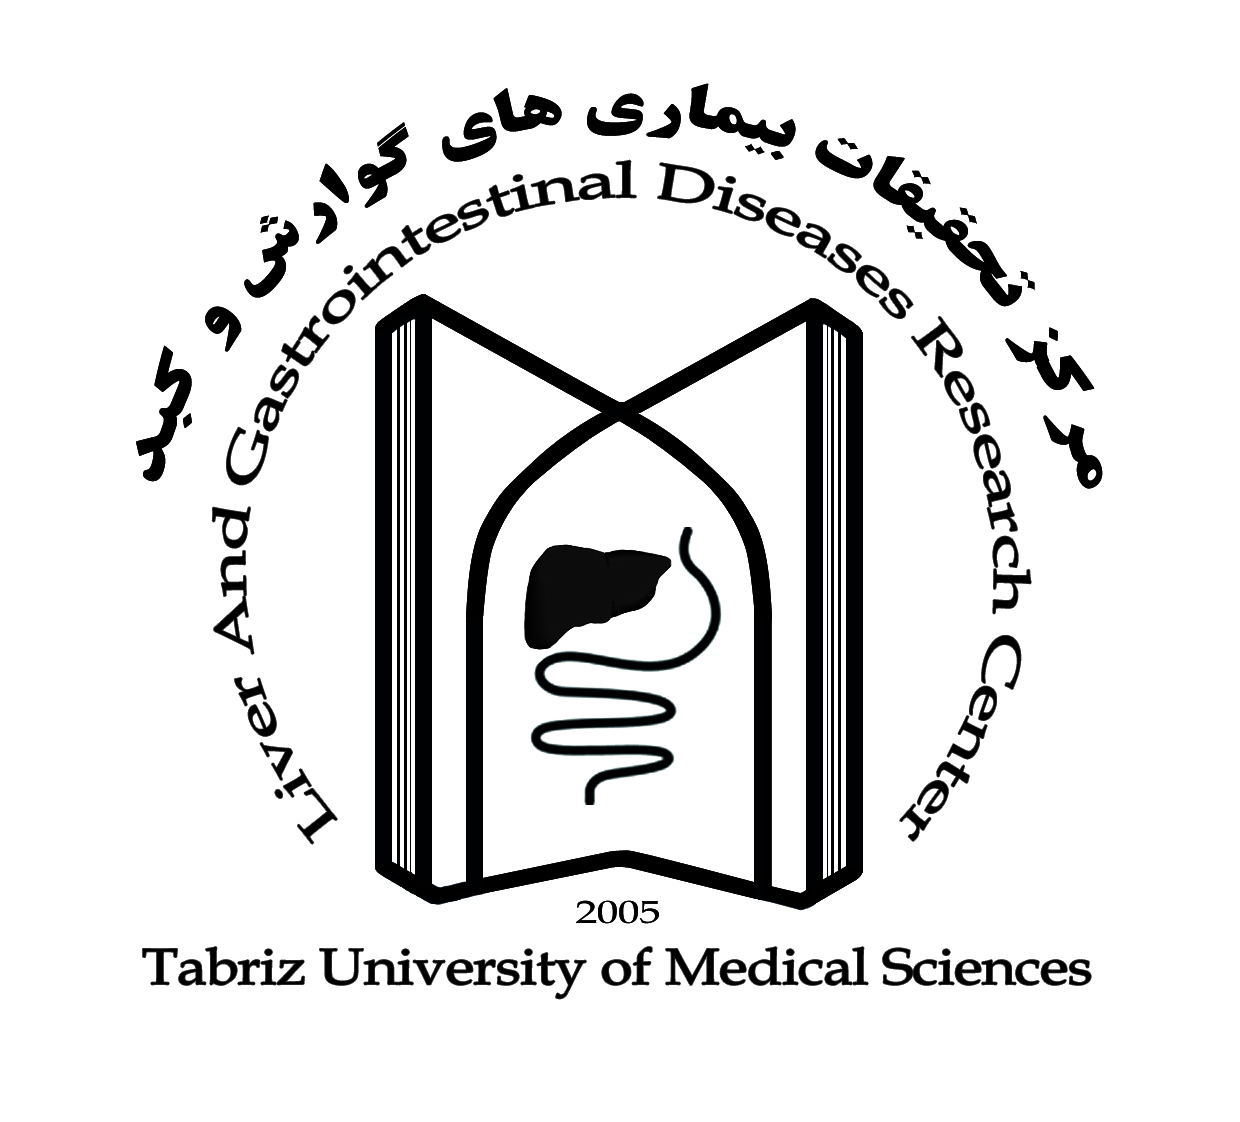 مرکز تحقیقات بیماری های گوارش و کبد
Liver And Gastrointestinal Diseases Research Center
2005
Tabriz University of Medical Sciences